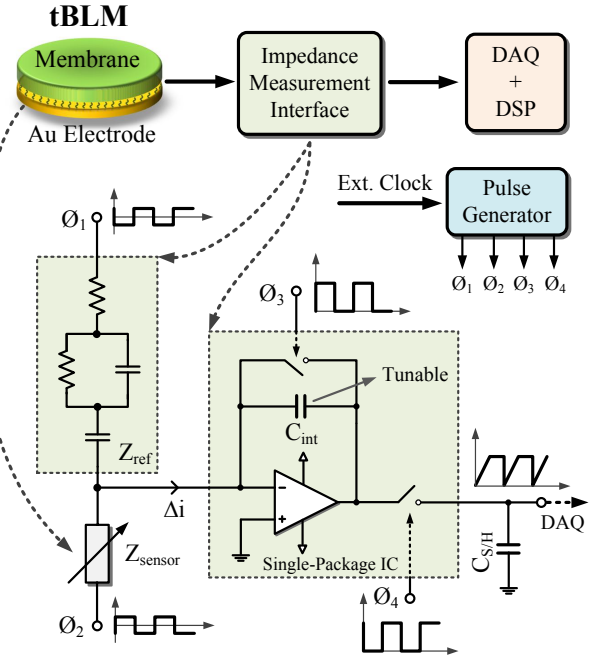 tBLM
Membrane
Au Electrode
Impedance
Measurement
Interface
DAQ
+
DSP
Ext. Clock
Pulse
Generator
Ø1 Ø2 Ø3 Ø4
Ø1
Ø3
Tunable
Cint
Zref
Δi
−
+
Single-Package IC
DAQ
CS/H
Zsensor
Ø4
Ø2